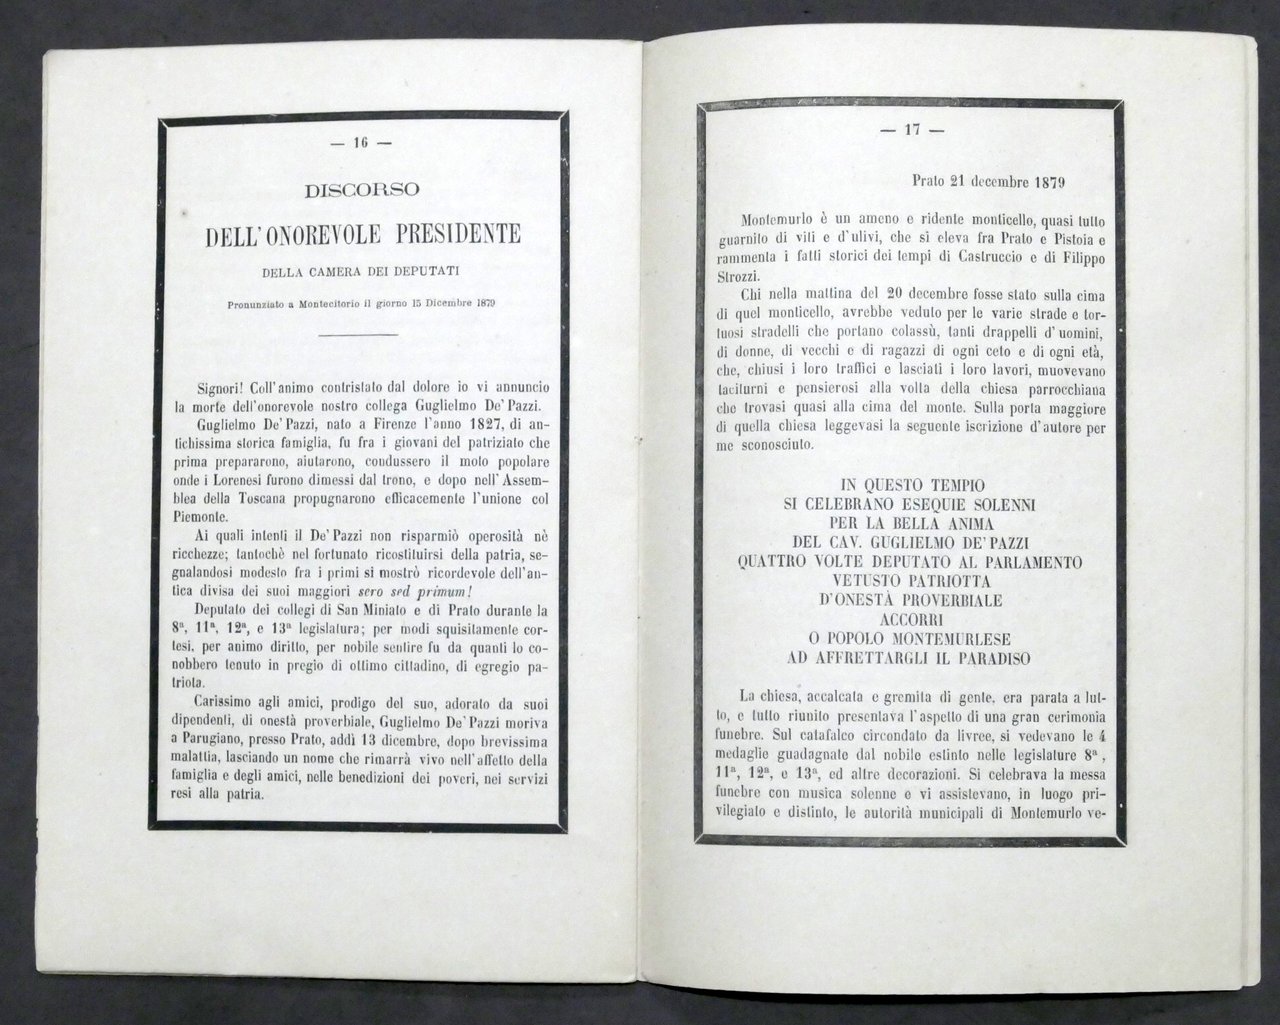 — 16 —
DISCORSO
DELL'ONOREVOLE PRESIDENTE
DELLA CAMERA DEI DEPUTATI
Pronunziato a Montecitorio il giorno 15 Dicembre 1879
Signori! Coll'animo contristato dal dolore io vi annuncio
la morte dell'onorevole nostro collega Guglielmo De'Pazzi.
Guglielmo De'Pazzi, nato a Firenze l'anno 1827, di an-
tichissima storica famiglia, fu fra i giovani del patriziato che
prima prepararono, aiutarono, condussero il moto popolare
onde i Lorenesi furono dimessi dal trono, e dopo nell'Assem-
blea della Toscana propugnarono efficacemente l'unione col
Piemonte.
Ai quali intenti il De'Pazzi non risparmiò operosità nè
ricchezze; tantochè nel fortunato ricostituirsi della patria, se-
gnalandosi modesto fra i primi si mostrò ricordevole dell'an-
tica divisa dei suoi maggiori sero sed primum!
Deputato dei collegi di San Miniato e di Prato durante la
8ª, 11ª, 12ª, e 13ª legislatura; per modi squisitamente cor-
tesi, per animo diritto, per nobile sentire fu da quanti lo co-
nobbero tenuto in pregio di ottimo cittadino, di egregio pa-
triota.
Carissimo agli amici, prodigo del suo, adorato da suoi
dipendenti, di onestà proverbiale, Guglielmo De'Pazzi moriva
a Parugiano, presso Prato, addì 13 dicembre, dopo brevissima
malattia, lasciando un nome che rimarrà vivo nell'affetto della
famiglia e degli amici, nelle benedizioni dei poveri, nei servizi
resi alla patria.
— 17 —
Prato 21 decembre 1879
Montemurlo è un ameno e ridente monticello, quasi tutto
guarnito di viti e d'ulivi, che si eleva fra Prato e Pistoia e
rammenta i fatti storici dei tempi di Castruccio e di Filippo
Strozzi.
Chi nella mattina del 20 decembre fosse stato sulla cima
di quel monticello, avrebbe veduto per le varie strade e tor-
tuosi stradelli che portano colassù, tanti drappelli d'uomini,
di donne, di vecchi e di ragazzi di ogni ceto e di ogni età,
che, chiusi i loro traffici e lasciati i loro lavori, muovevano
taciturni e pensierosi alla volta della chiesa parrocchiana
che trovasi quasi alla cima del monte. Sulla porta maggiore
di quella chiesa leggevasi la seguente iscrizione d'autore per
me sconosciuto.
IN QUESTO TEMPIO
SI CELEBRANO ESEQUIE SOLENNI
PER LA BELLA ANIMA
DEL CAV. GUGLIELMO DE'PAZZI
QUATTRO VOLTE DEPUTATO AL PARLAMENTO
VETUSTO PATRIOTTA
D'ONESTÀ PROVERBIALE
ACCORRI
O POPOLO MONTEMURLESE
AD AFFRETTARGLI IL PARADISO
La chiesa, accalcata e gremita di gente, era parata a lut-
to, e tutto riunito presentava l'aspetto di una gran cerimonia
funebre. Sul catafalco circondato da livree, si vedevano le 4
medaglie guadagnate dal nobile estinto nelle legislature 8ª,
11ª, 12ª, e 13ª, ed altre decorazioni. Si celebrava la messa
funebre con musica solenne e vi assistevano, in luogo pri-
vilegiato e distinto, le autorità municipali di Montemurlo ve-